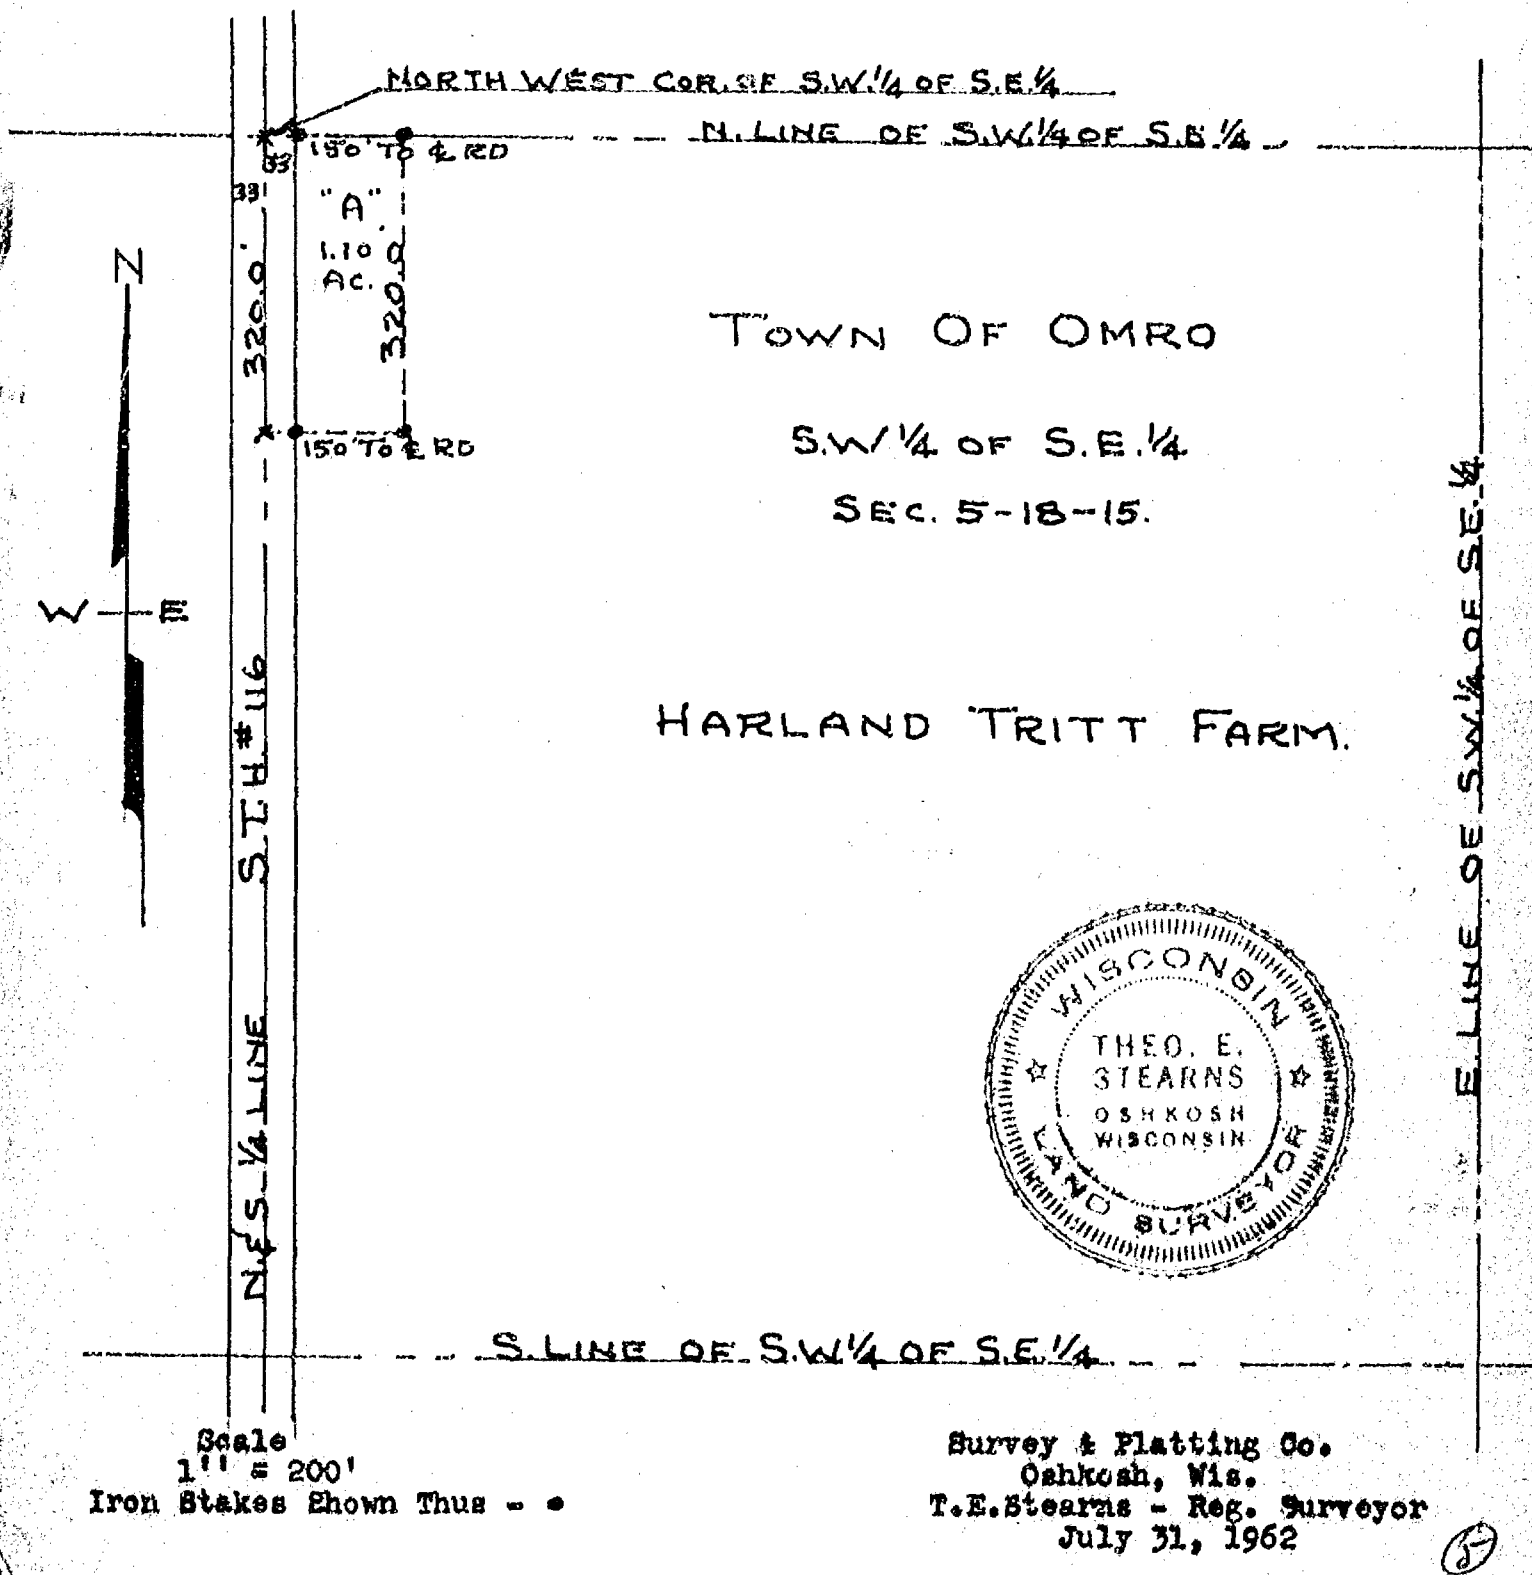 NORTH WEST COR. OF S.W.¼ OF S.E.¼
N. LINE OF S.W.¼ OF S.E.¼
150' TO ℄ RD
33'
33'
"A"
1.10
AC.
320.0'
320.0'
150' TO ℄ RD
N
W E
TOWN OF OMRO
S.W ¼ OF S.E.¼
SEC. 5-18-15.
HARLAND TRITT FARM.
S.T.H. #116
N. & S. ¼ LINE
E. LINE OF S.W.¼ OF S.E.¼
WISCONSIN
THEO. E.
STEARNS
OSHKOSH
WISCONSIN
LAND SURVEYOR
S. LINE OF S.W ¼ OF S.E.¼
Scale
1'' = 200'
Iron Stakes Shown Thus -
Survey & Platting Co.
Oshkosh, Wis.
T.E.Stearns - Reg. Surveyor
July 31, 1962